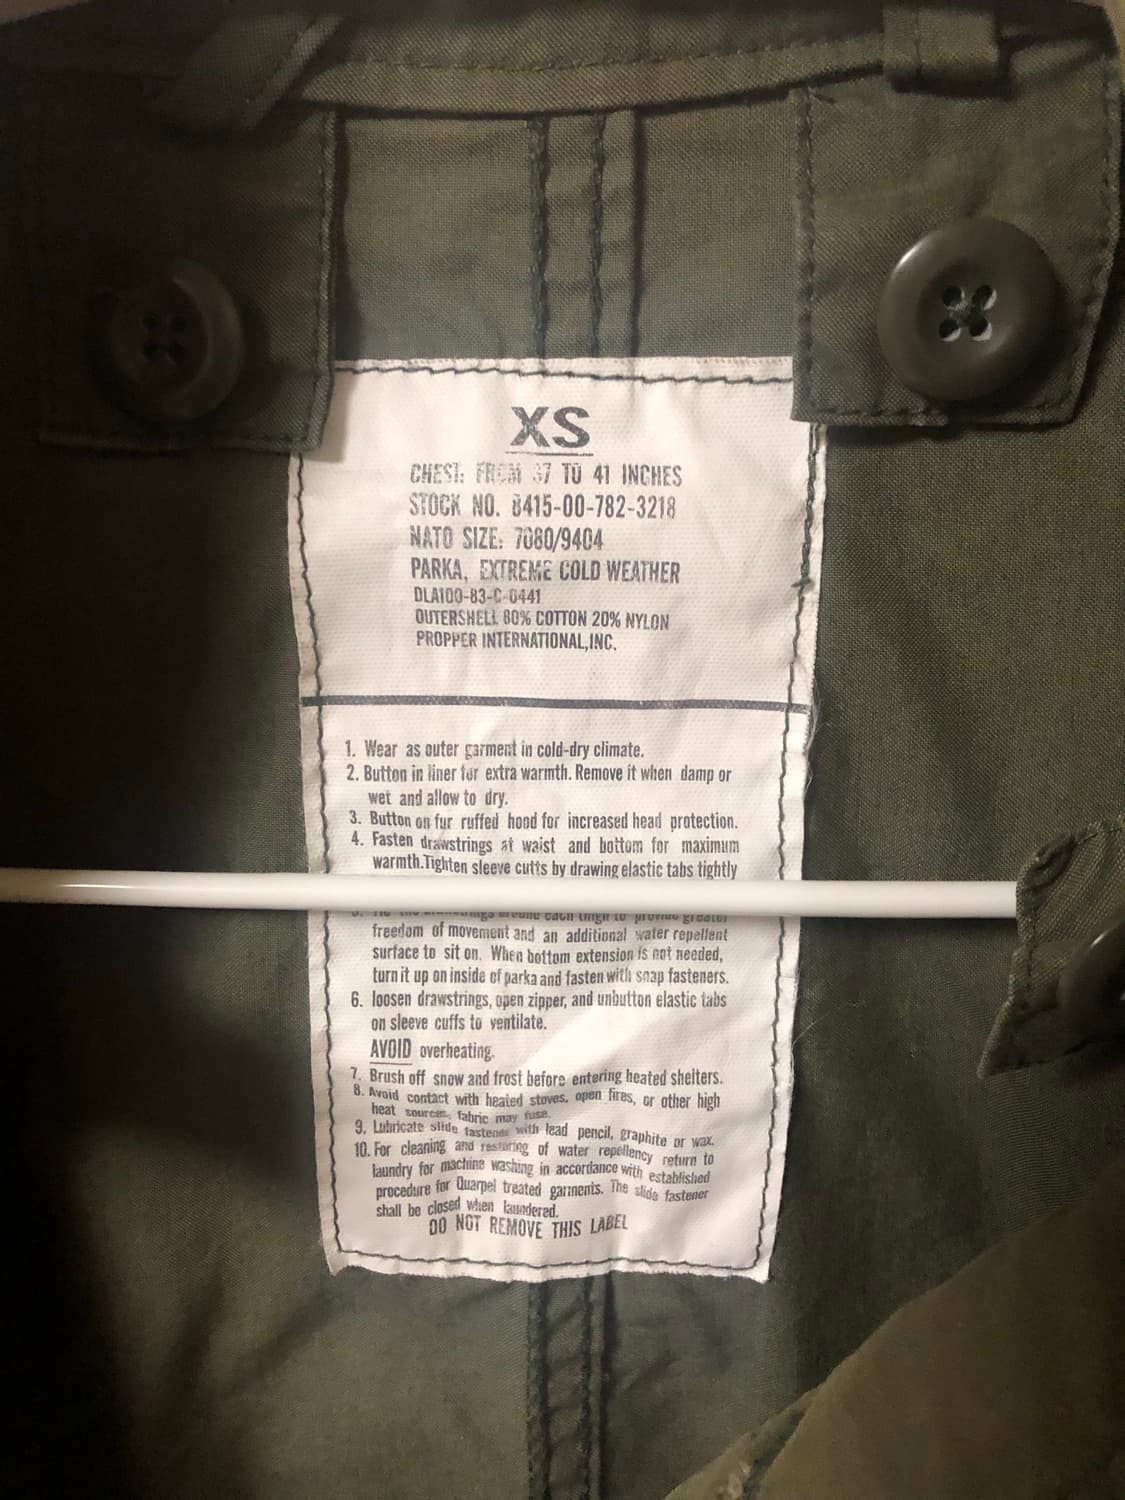 XS
CHEST: FROM 37 TO 41 INCHES
STOCK NO. 8415-00-782-3218
NATO SIZE: 7080/9404
PARKA, EXTREME COLD WEATHER
DLA100-83-C-0441
OUTERSHELL 80% COTTON 20% NYLON
PROPPER INTERNATIONAL,INC.
1. Wear as outer garment in cold-dry climate.
2. Button in liner for extra warmth. Remove it when damp or
wet and allow to dry.
3. Button on fur ruffed hood for increased head protection.
4. Fasten drawstrings at waist and bottom for maximum
warmth.Tighten sleeve cuffs by drawing elastic tabs tightly
5. Tie the drawstrings around each thigh to provide greater
freedom of movement and an additional water repellent
surface to sit on. When bottom extension is not needed,
turn it up on inside of parka and fasten with snap fasteners.
6. loosen drawstrings, open zipper, and unbutton elastic tabs
on sleeve cuffs to ventilate.
AVOID overheating.
7. Brush off snow and frost before entering heated shelters.
8. Avoid contact with heated stoves, open fires, or other high
heat sources, fabric may fuse.
9. Lubricate slide fastener with lead pencil, graphite or wax.
10. For cleaning and restoring of water repellency return to
laundry for machine washing in accordance with established
procedure for Quarpel treated garments. The slide fastener
shall be closed when laundered.
DO NOT REMOVE THIS LABEL